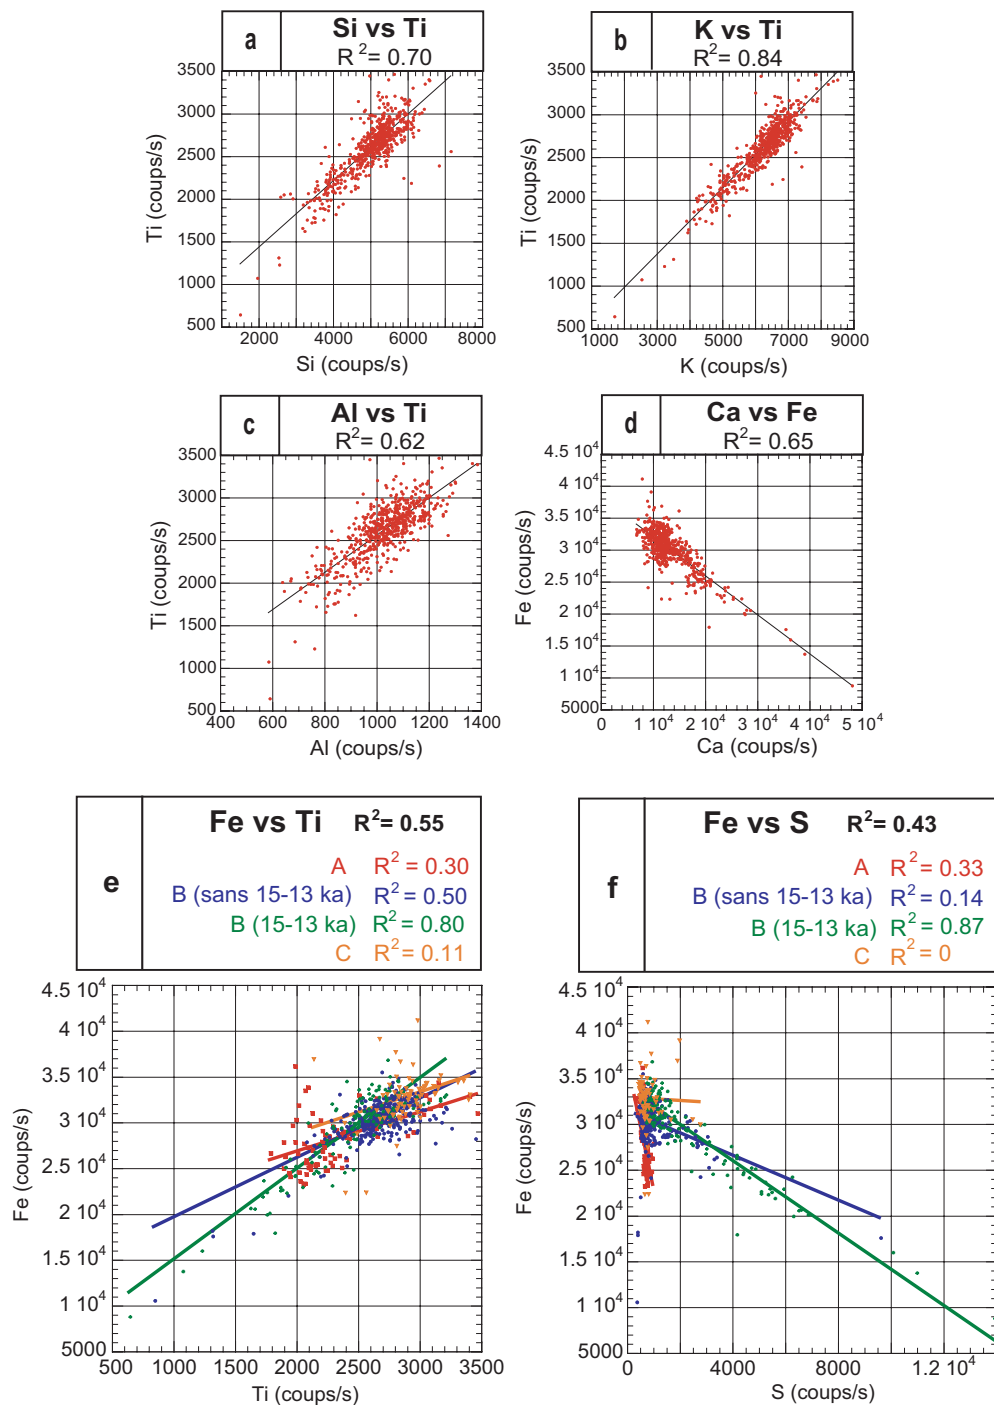 a
Si vs Ti
R²= 0.70
3500
3000
2500
2000
1500
1000
500
Ti (coups/s)
2000 4000 6000 8000
Si (coups/s)
b
K vs Ti
R²= 0.84
3500
3000
2500
2000
1500
1000
500
Ti (coups/s)
1000 3000 5000 7000 9000
K (coups/s)
c
Al vs Ti
R²= 0.62
3500
3000
2500
2000
1500
1000
500
Ti (coups/s)
400 600 800 1000 1200 1400
Al (coups/s)
d
Ca vs Fe
R²= 0.65
4.5 10⁴
4 10⁴
3.5 10⁴
3 10⁴
2.5 10⁴
2 10⁴
1.5 10⁴
1 10⁴
5000
Fe (coups/s)
0 1 10⁴ 2 10⁴ 3 10⁴ 4 10⁴ 5 10⁴
Ca (coups/s)
e
Fe vs Ti R²= 0.55
A R² = 0.30
B (sans 15-13 ka) R² = 0.50
B (15-13 ka) R² = 0.80
C R² = 0.11
4.5 10⁴
4 10⁴
3.5 10⁴
3 10⁴
2.5 10⁴
2 10⁴
1.5 10⁴
1 10⁴
5000
Fe (coups/s)
500 1000 1500 2000 2500 3000 3500
Ti (coups/s)
f
Fe vs S R²= 0.43
A R² = 0.33
B (sans 15-13 ka) R² = 0.14
B (15-13 ka) R² = 0.87
C R² = 0
4.5 10⁴
4 10⁴
3.5 10⁴
3 10⁴
2.5 10⁴
2 10⁴
1.5 10⁴
1 10⁴
5000
Fe (coups/s)
0 4000 8000 1.2 10⁴
S (coups/s)